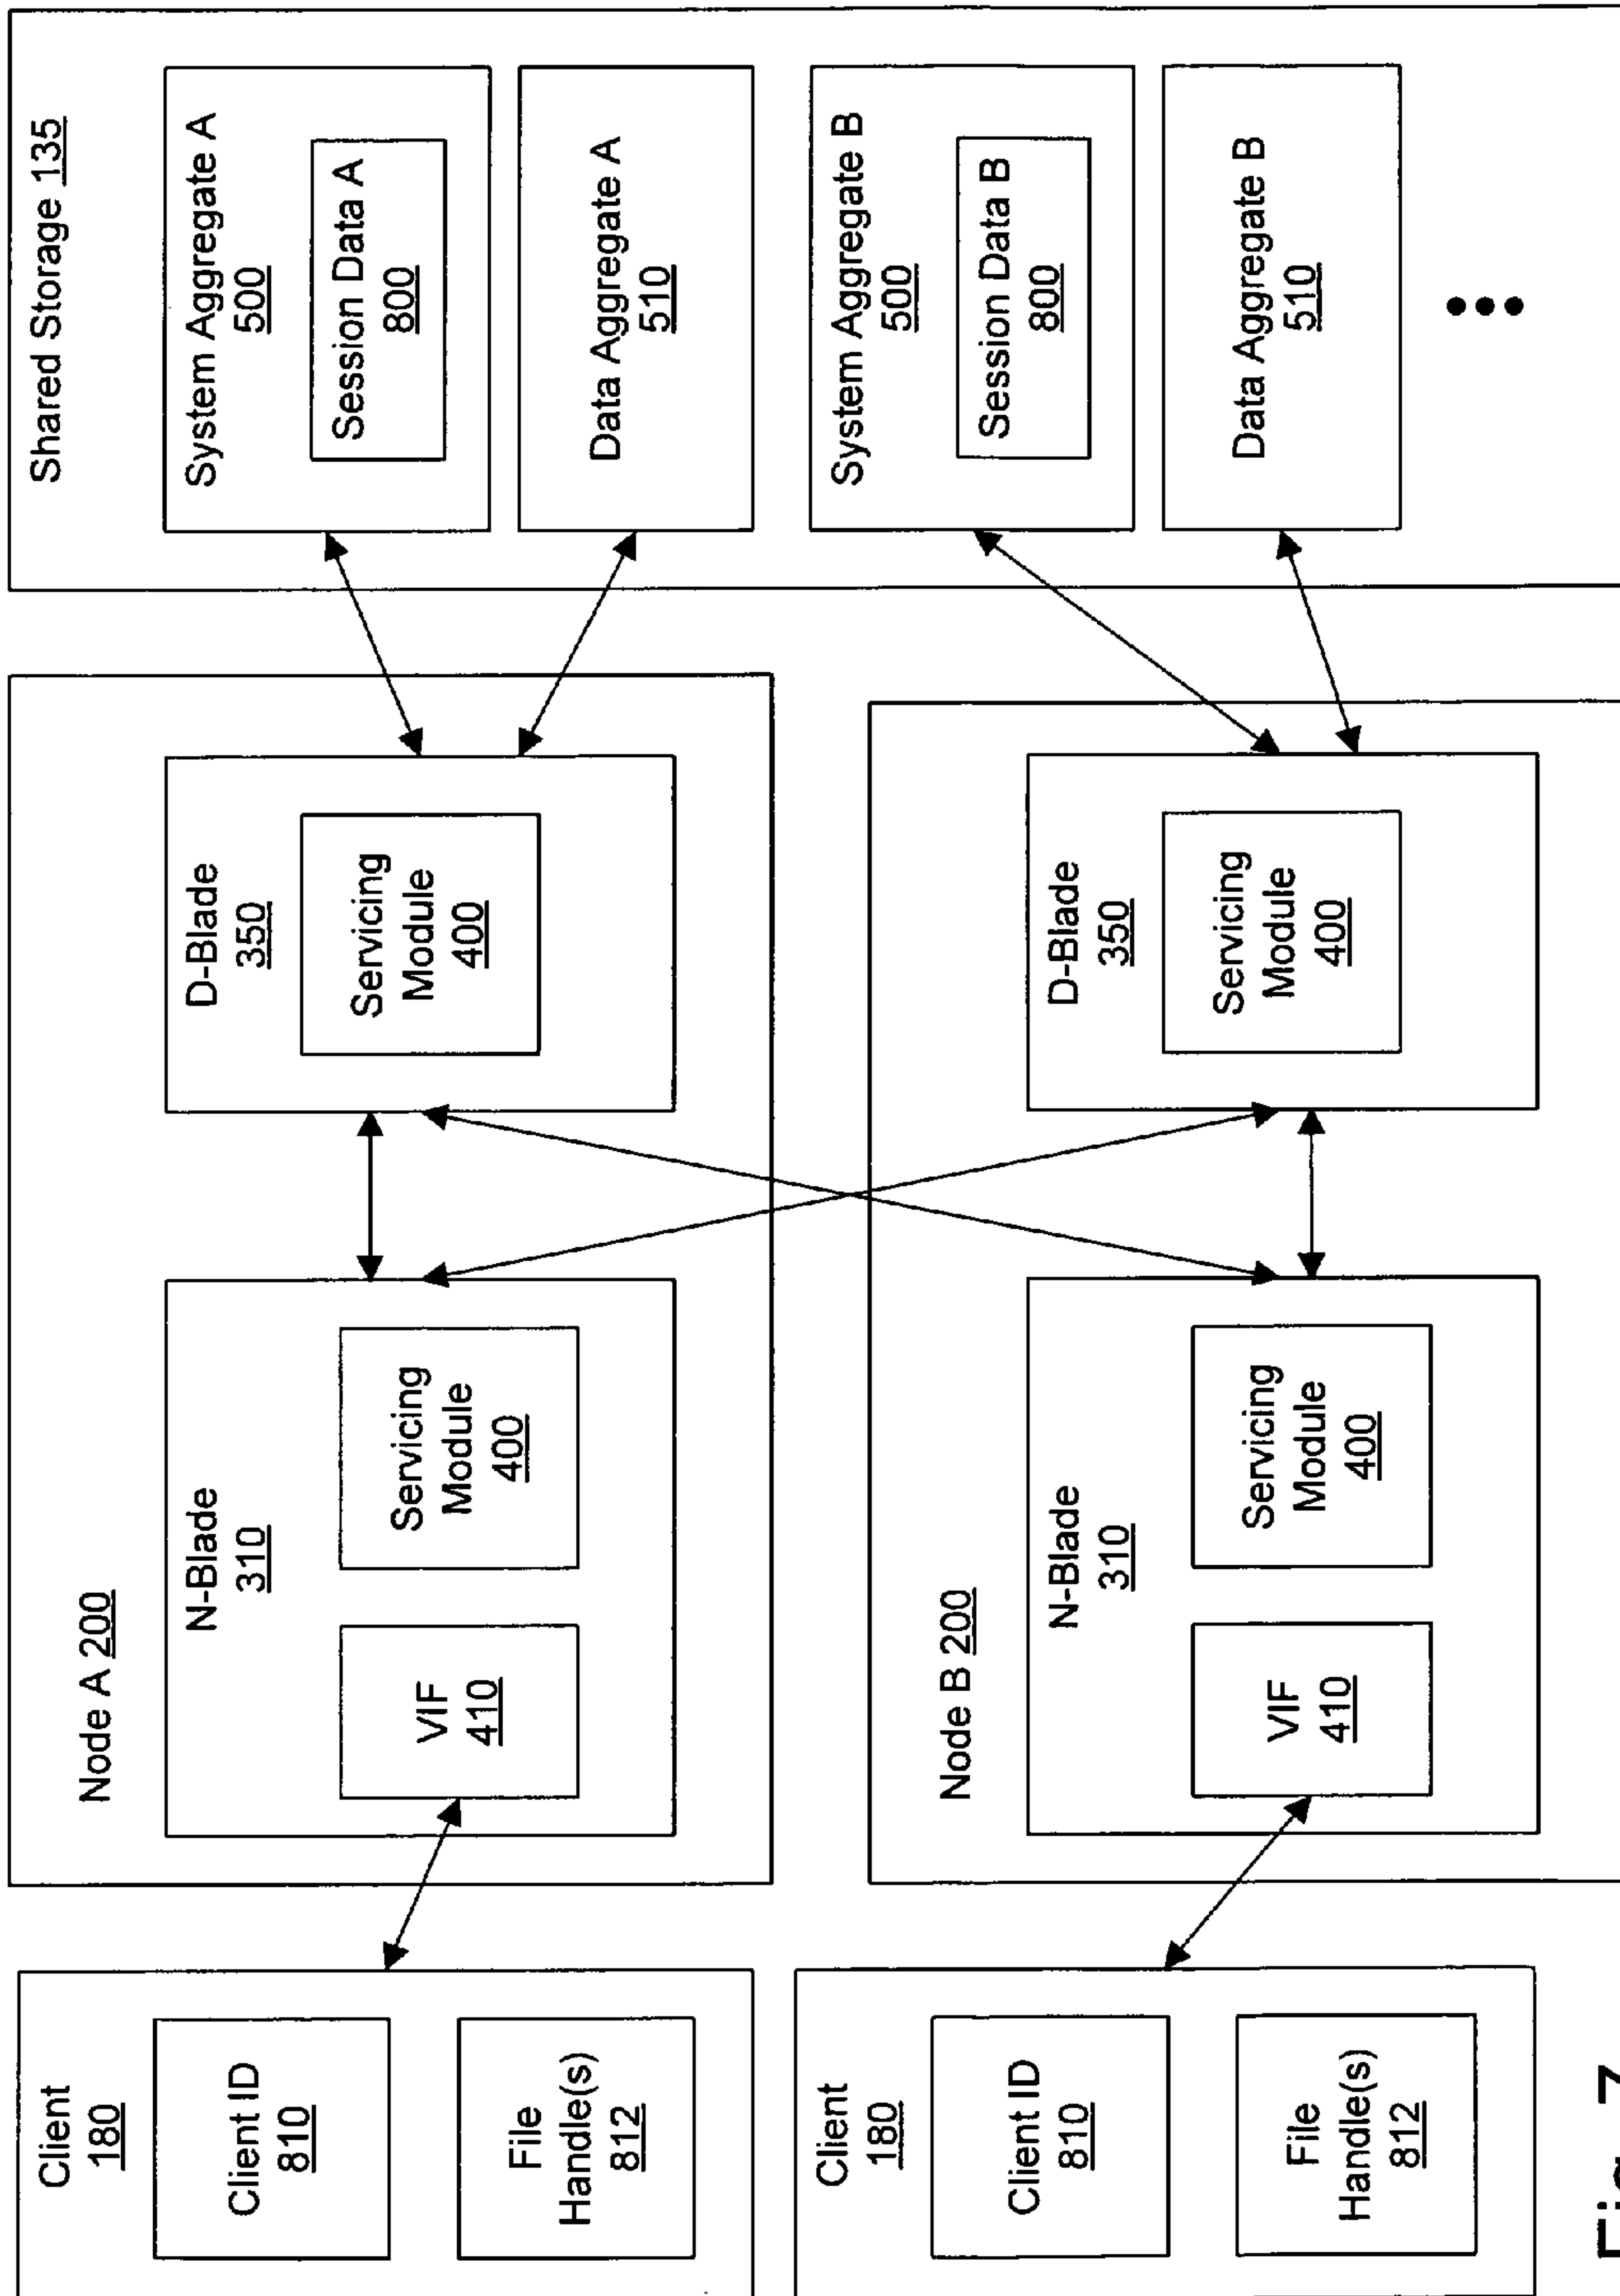 Client
180
Client ID
810
File
Handle(s)
812
Node A 200
N-Blade
310
VIF
410
Servicing
Module
400
D-Blade
350
Servicing
Module
400
Shared Storage 135
System Aggregate A
500
Session Data A
800
Data Aggregate A
510
Client
180
Client ID
810
File
Handle(s)
812
Node B 200
N-Blade
310
VIF
410
Servicing
Module
400
D-Blade
350
Servicing
Module
400
System Aggregate B
500
Session Data B
800
Data Aggregate B
510
Fig. 7